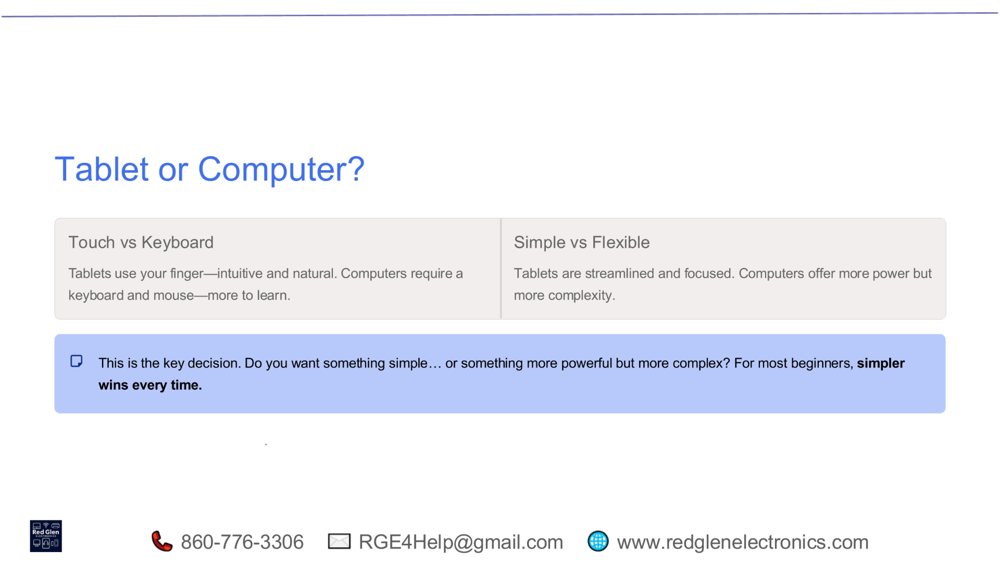 Tablet or Computer?
Touch vs Keyboard
Tablets use your finger—intuitive and natural. Computers require a
keyboard and mouse—more to learn.
Simple vs Flexible
Tablets are streamlined and focused. Computers offer more power but
more complexity.
This is the key decision. Do you want something simple… or something more powerful but more complex? For most beginners, simpler
wins every time.
.
Red Glen
ELECTRONICS
860-776-3306
RGE4Help@gmail.com
www.redglenelectronics.com